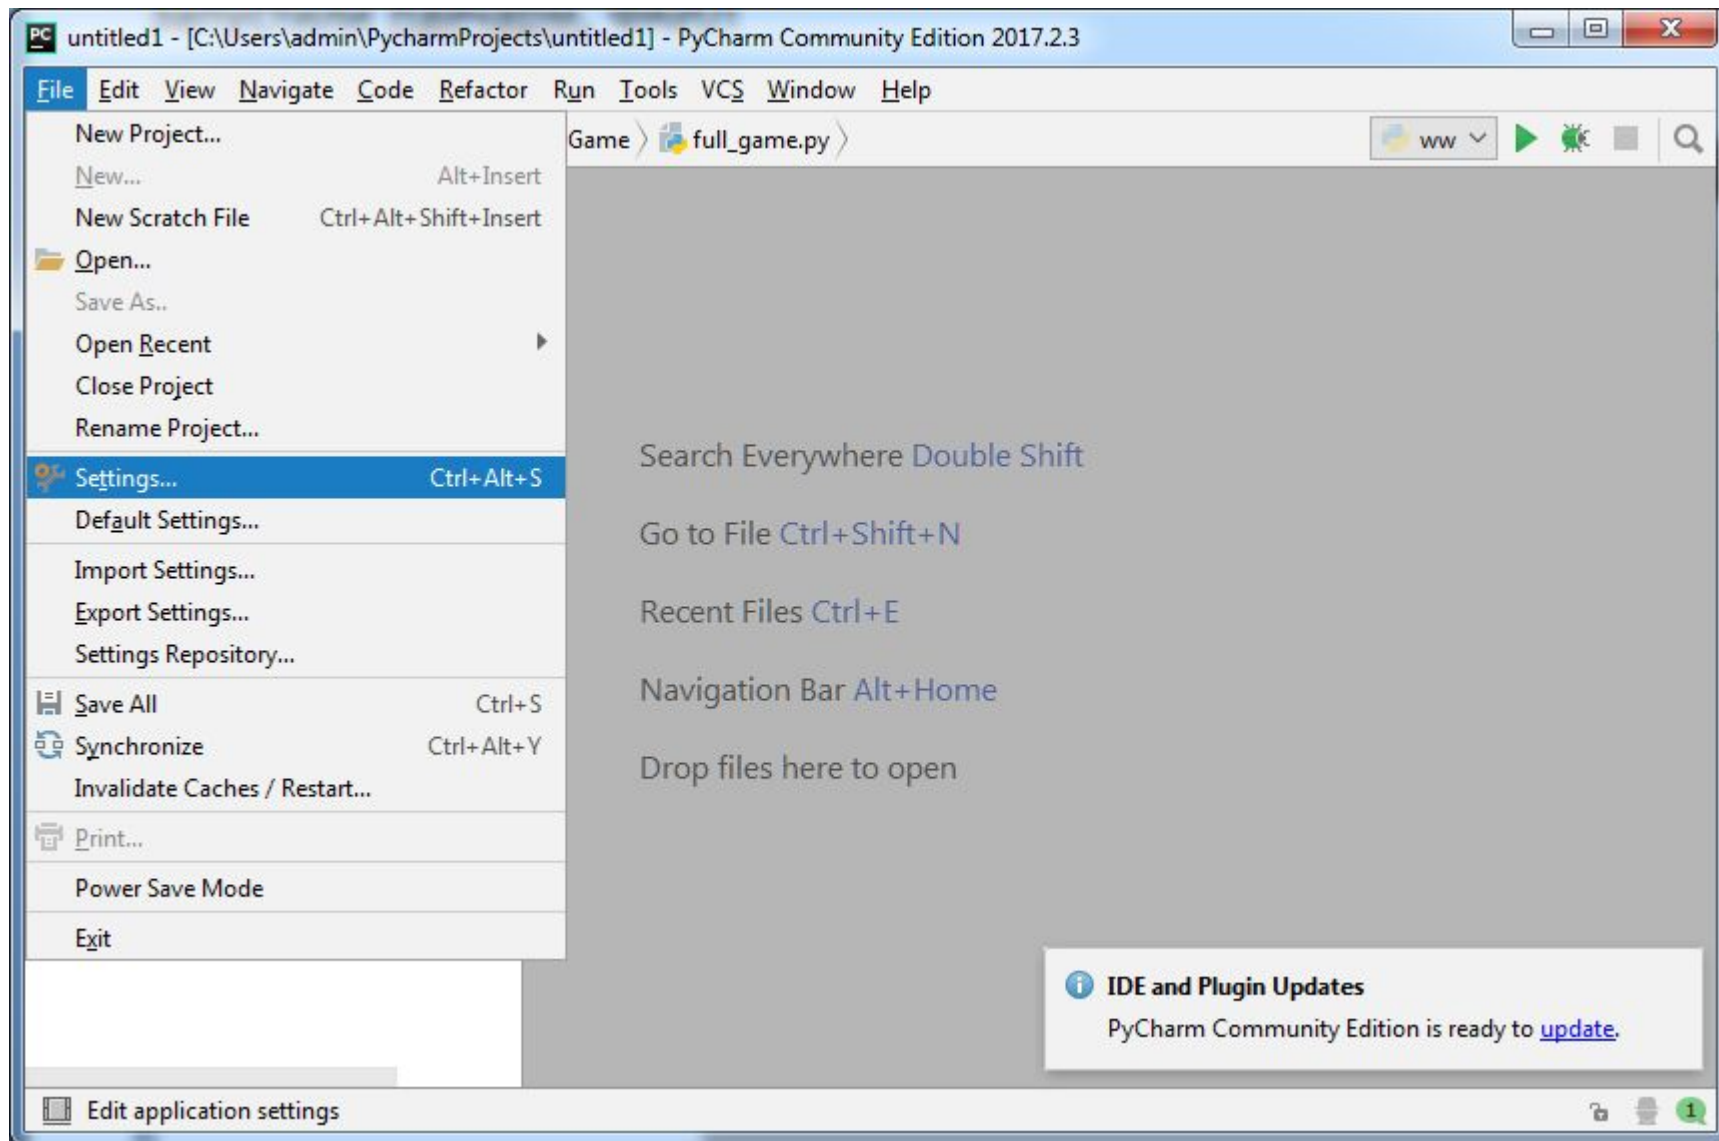 untitled1 - [C:\Users\admin\PycharmProjects\untitled1] - PyCharm Community Edition 2017.2.3
File Edit View Navigate Code Refactor Run Tools VCS Window Help
Game full_game.py ww
New Project...
New... Alt+Insert
New Scratch File Ctrl+Alt+Shift+Insert
Open...
Save As..
Open Recent
Close Project
Rename Project...
Settings... Ctrl+Alt+S
Default Settings...
Import Settings...
Export Settings...
Settings Repository...
Save All Ctrl+S
Synchronize Ctrl+Alt+Y
Invalidate Caches / Restart...
Print...
Power Save Mode
Exit
Search Everywhere Double Shift
Go to File Ctrl+Shift+N
Recent Files Ctrl+E
Navigation Bar Alt+Home
Drop files here to open
IDE and Plugin Updates
PyCharm Community Edition is ready to update.
Edit application settings
1